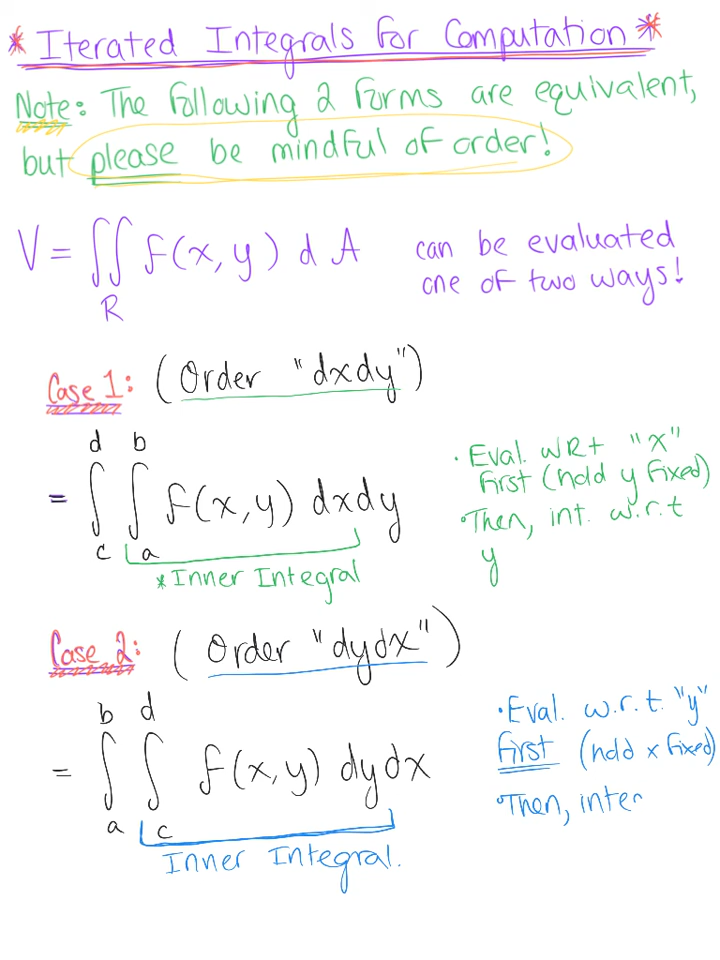 * Iterated Integrals for Computation *
Note: The following 2 forms are equivalent,
but please be mindful of order!
V = ∬ f(x,y) d A can be evaluated
R one of two ways!
Case 1: (Order "dxdy")
d b
= ∫ ∫ f(x,y) dxdy
c a
* Inner Integral
• Eval. WRt "x"
first (hold y fixed)
• Then, int. w.r.t
y
Case 2: (Order "dydx")
b d
= ∫ ∫ f(x,y) dydx
a c
Inner Integral.
• Eval. w.r.t. "y"
first (hold x fixed)
• Then, inter